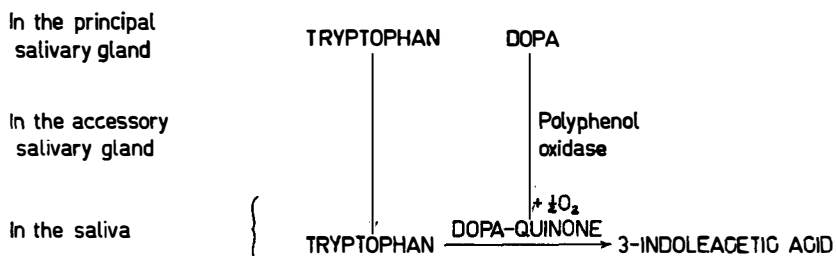 In the principal
salivary gland
TRYPTOPHAN DOPA
In the accessory
salivary gland
Polyphenol
oxidase
+ ½O₂
In the saliva
DOPA-QUINONE
TRYPTOPHAN 3-INDOLEACETIC ACID